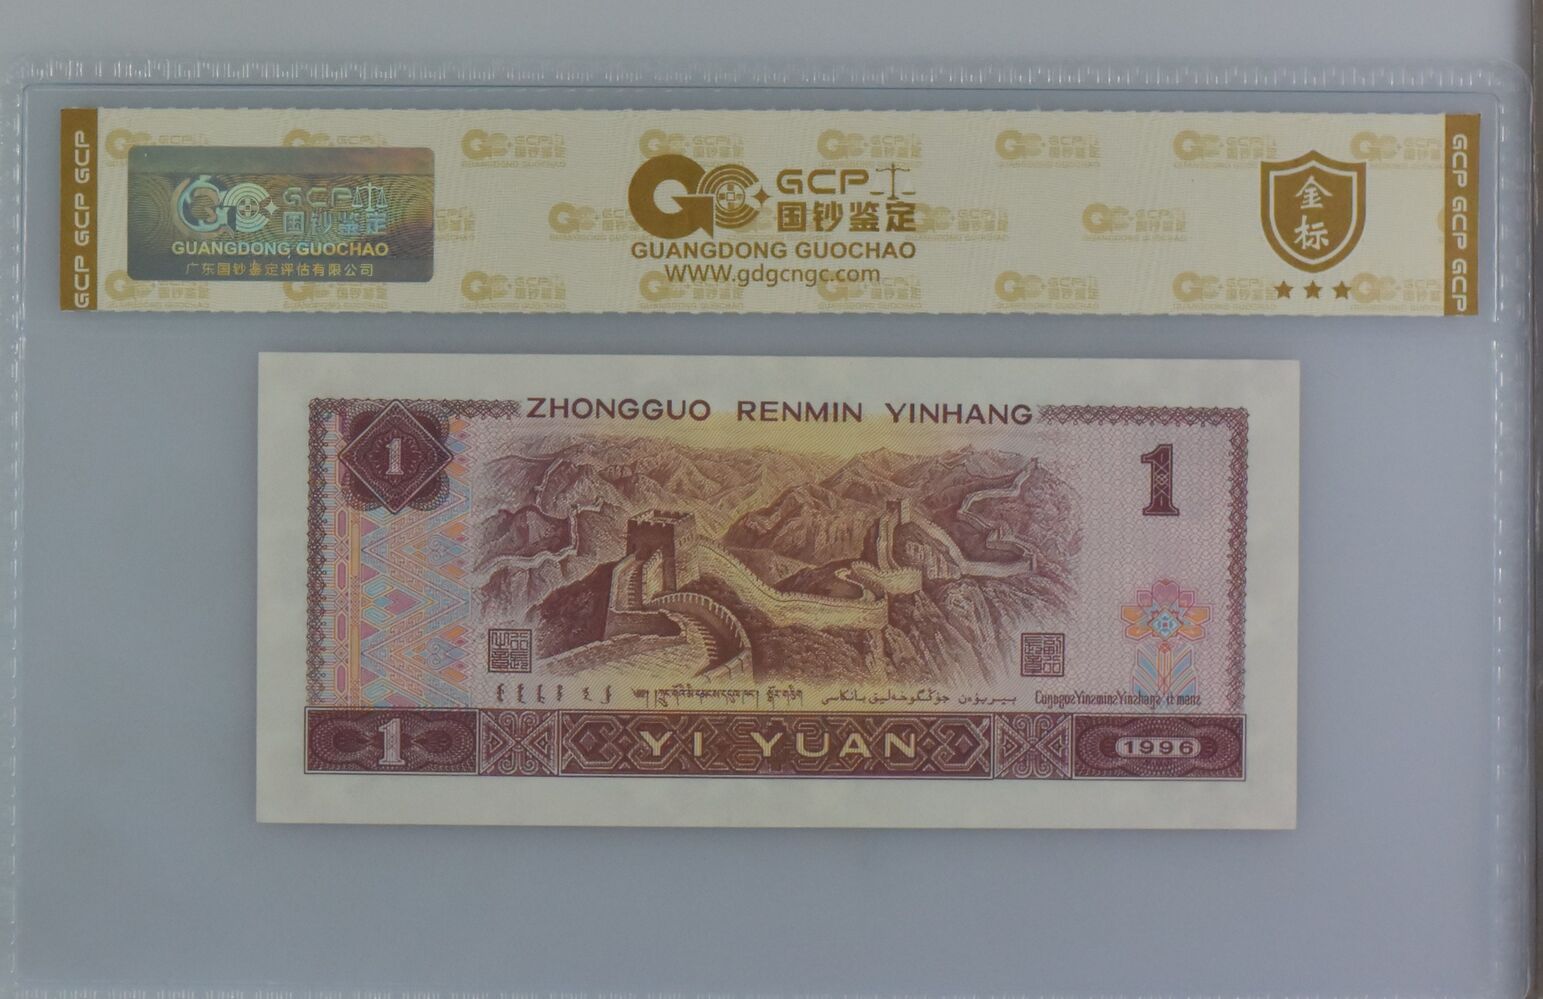 GCP GCP GCP
GCP
国钞鉴定
GUANGDONG GUOCHAO
广东国钞鉴定评估有限公司
GCP
国钞鉴定
GUANGDONG GUOCHAO
WWW.gdgcngc.com
金标
GCP GCP GCP
ZHONGGUO RENMIN YINHANG
1
1
1
YI YUAN
1996